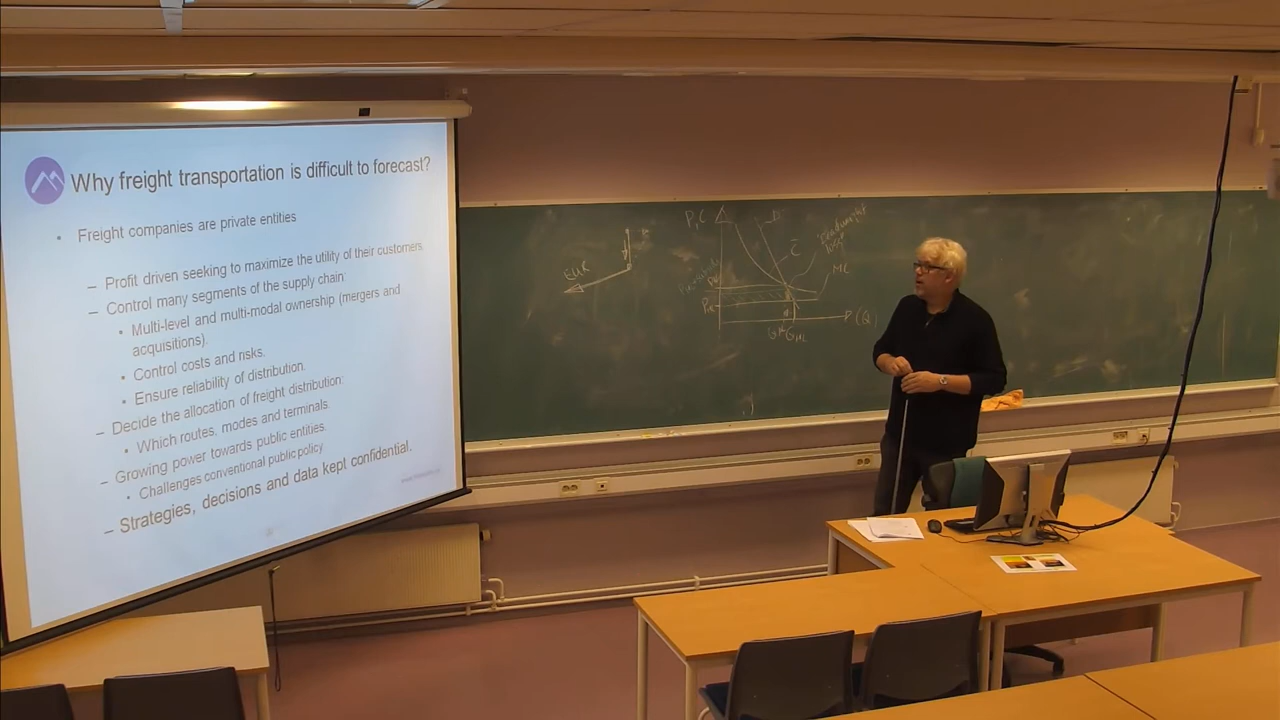 Why freight transportation is difficult to forecast?
• Freight companies are private entities
– Profit driven seeking to maximize the utility of their customers.
– Control many segments of the supply chain:
• Multi-level and multi-modal ownership (mergers and
acquisitions).
• Control costs and risks.
• Ensure reliability of distribution.
– Decide the allocation of freight distribution:
• Which routes, modes and terminals.
– Growing power towards public entities.
• Challenges conventional public policy.
– Strategies, decisions and data kept confidential.
EUR
P, C
D
C
MC
(Q)